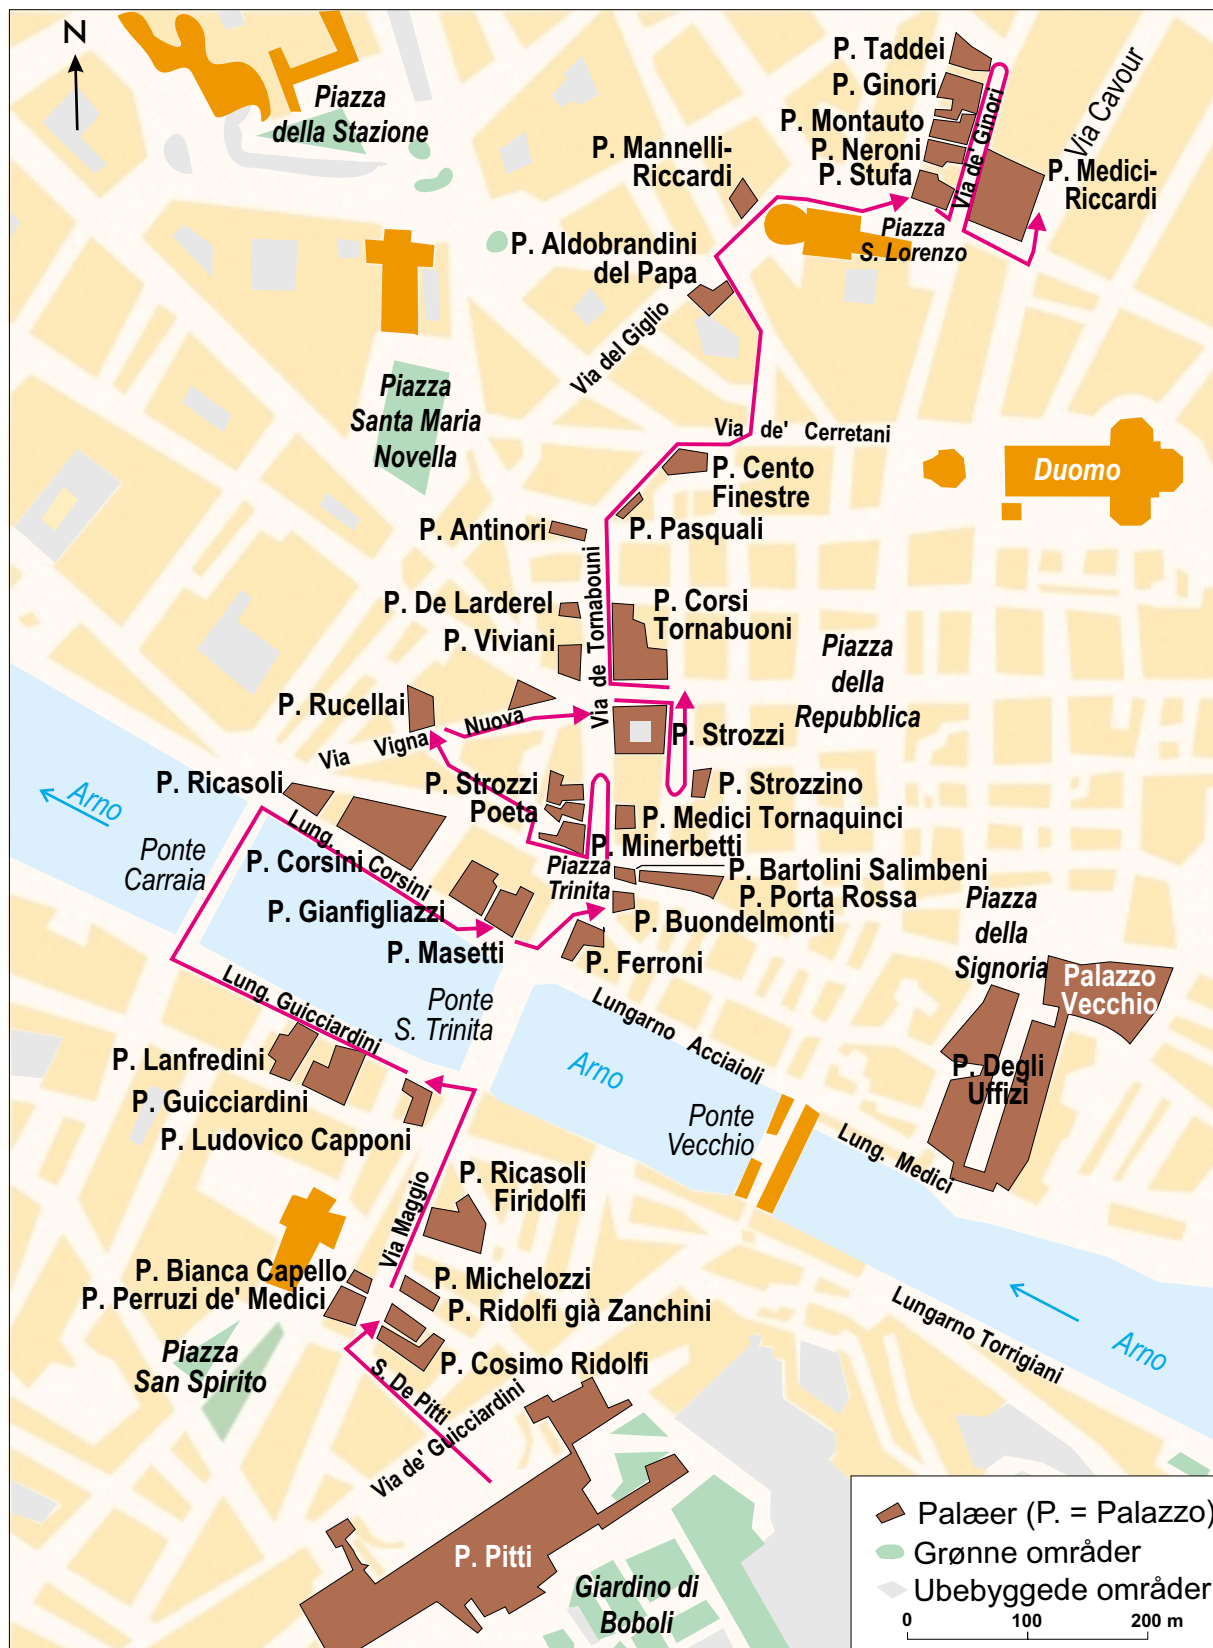 N
Piazza
della Stazione
P. Taddei
P. Ginori
P. Montauto
P. Neroni
P. Stufa
Via de' Ginori
Via Cavour
P. Medici-
Riccardi
P. Mannelli-
Riccardi
Piazza
S. Lorenzo
P. Aldobrandini
del Papa
Via del Giglio
Piazza
Santa Maria
Novella
Via de' Cerretani
P. Cento
Finestre
Duomo
P. Antinori
P. Pasquali
Via de Tornabouni
P. De Larderel
P. Viviani
P. Corsi
Tornabuoni
Piazza
della
Repubblica
P. Rucellai
Via Vigna Nuova
P. Strozzi
P. Ricasoli
P. Strozzi
Poeta
P. Strozzino
P. Medici Tornaquinci
P. Minerbetti
Arno
Ponte
Carraia
Lung. Corsini
P. Corsini
Piazza
Trinita
P. Bartolini Salimbeni
P. Porta Rossa
P. Gianfigliazzi
P. Buondelmonti
P. Masetti
P. Ferroni
Piazza
della
Signoria
Palazzo
Vecchio
Lung. Guicciardini
Ponte
S. Trinita
Lungarno Acciaioli
P. Lanfredini
Arno
P. Degli
Uffizi
P. Guicciardini
P. Ludovico Capponi
Ponte
Vecchio
Lung. Medici
P. Ricasoli
Firidolfi
Via Maggio
P. Bianca Capello
P. Michelozzi
P. Perruzi de' Medici
P. Ridolfi già Zanchini
Lungarno Torrigiani
Arno
Piazza
San Spirito
P. Cosimo Ridolfi
S. De Pitti
Via de' Guicciardini
P. Pitti
Giardino di
Boboli
Palæer (P. = Palazzo)
Grønne områder
Ubebyggede områder
0 100 200 m